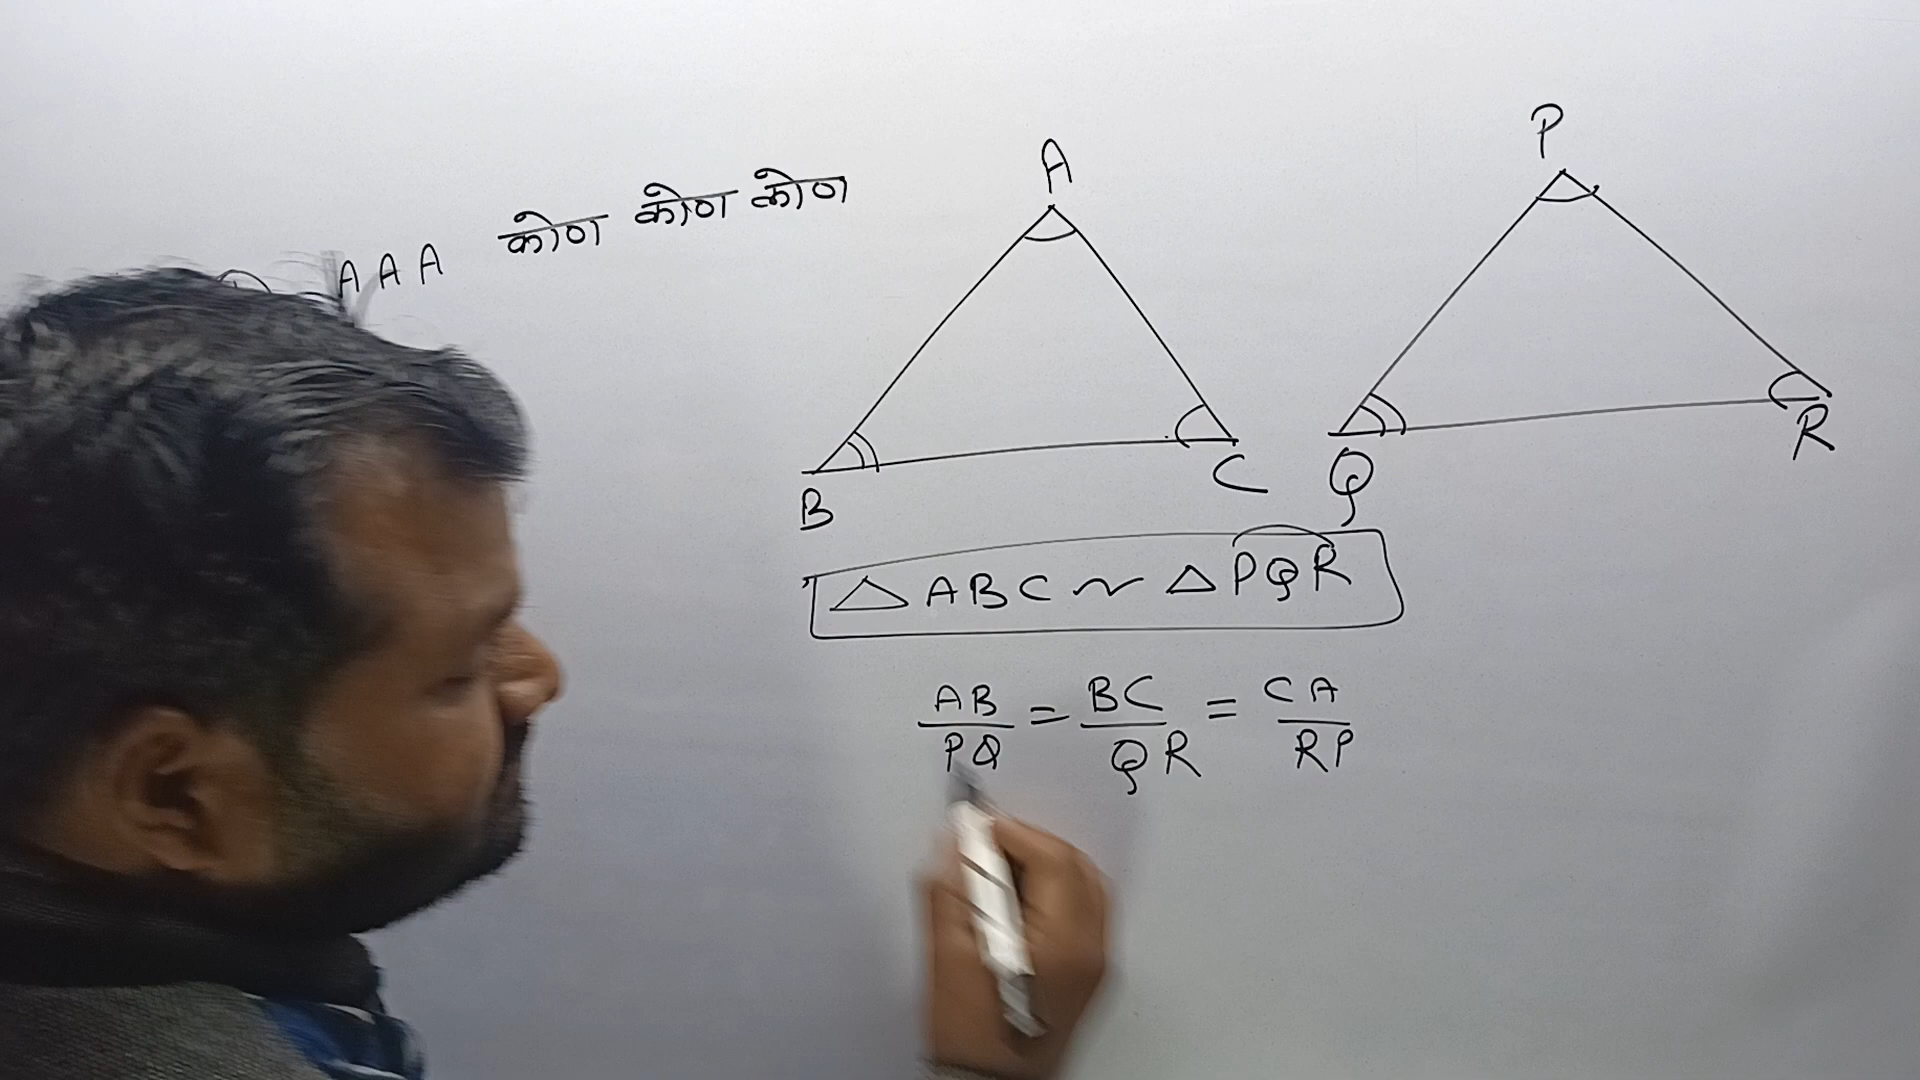 AAA कोण कोण कोण
A
P
B
C
Q
R
△ ABC ~ △ PQR
AB/PQ = BC/QR = CA/RP